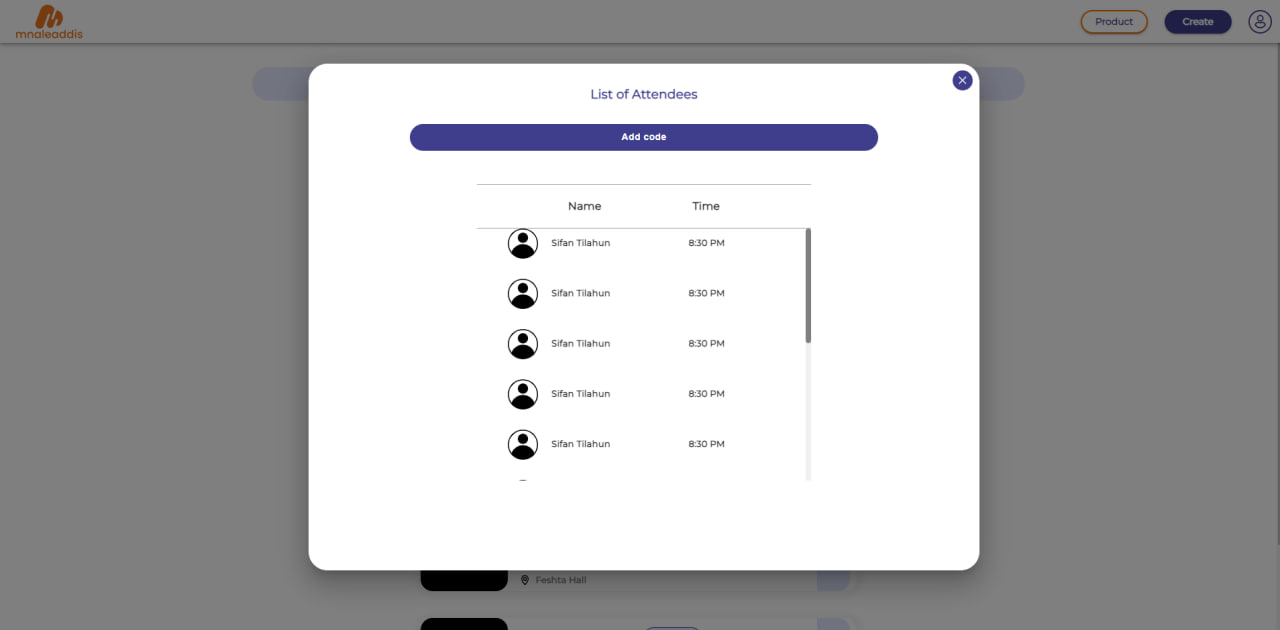 mnaleaddis
Product
Create
List of Attendees
Add code
Name Time
Sifan Tilahun 8:30 PM
Sifan Tilahun 8:30 PM
Sifan Tilahun 8:30 PM
Sifan Tilahun 8:30 PM
Sifan Tilahun 8:30 PM
Feshta Hall